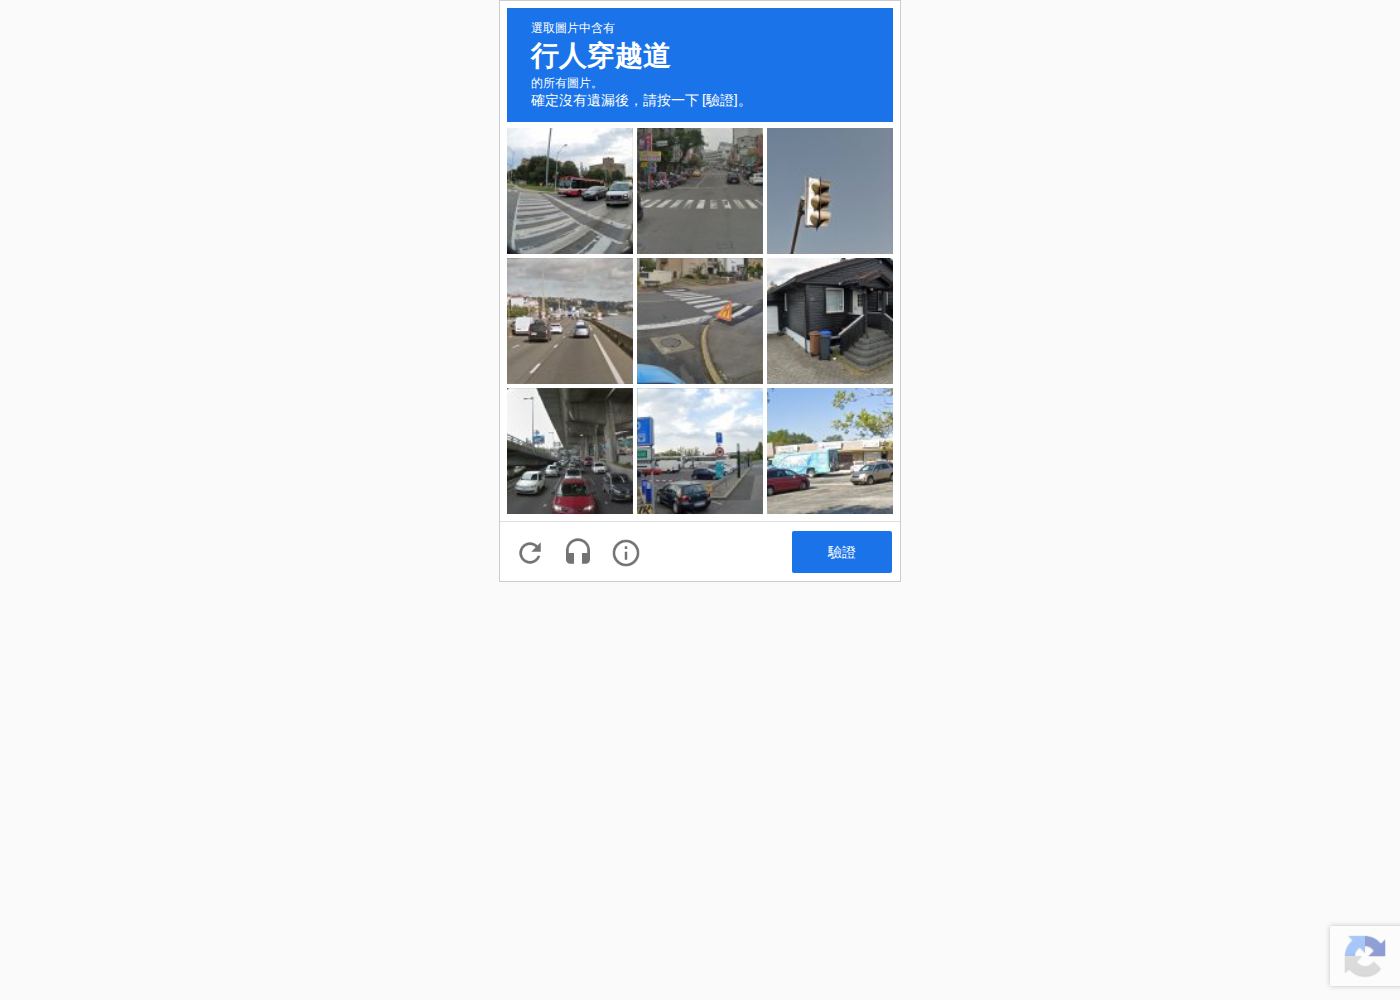 選取圖片中含有
行人穿越道
的所有圖片。
確定沒有遺漏後，請按一下 [驗證]。
驗證